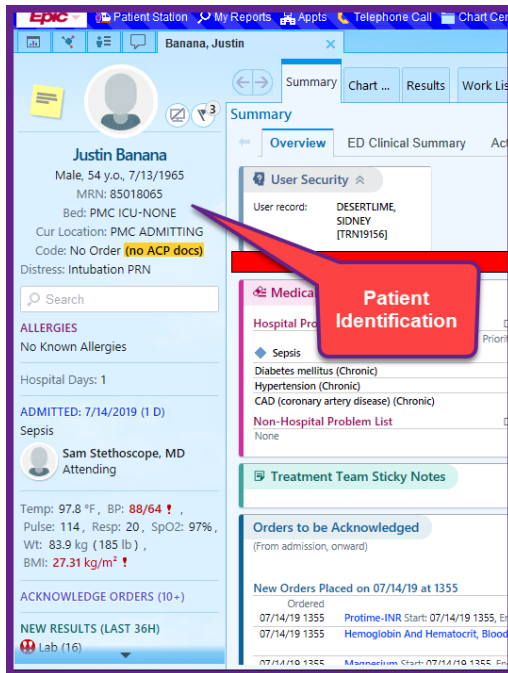 Epic Patient Station My Reports Appts Telephone Call Chart Cer
Banana, Justin
3
Justin Banana
Male, 54 y.o., 7/13/1965
MRN: 85018065
Bed: PMC ICU-NONE
Cur Location: PMC ADMITTING
Code: No Order (no ACP docs)
Distress: Intubation PRN
Search
ALLERGIES
No Known Allergies
Hospital Days: 1
ADMITTED: 7/14/2019 (1 D)
Sepsis
Sam Stethoscope, MD
Attending
Temp: 97.8 °F, BP: 88/64 ! ,
Pulse: 114, Resp: 20, SpO2: 97%,
Wt: 83.9 kg (185 lb) ,
BMI: 27.31 kg/m² !
ACKNOWLEDGE ORDERS (10+)
NEW RESULTS (LAST 36H)
Lab (16)
Summary Chart ... Results Work Lis
Summary
Overview ED Clinical Summary Act
User Security
User record: DESERTLIME,
SIDNEY
[TRN19156]
Patient
Identification
Medica
Hospital Pro
Priorit
Sepsis
Diabetes mellitus (Chronic)
Hypertension (Chronic)
CAD (coronary artery disease) (Chronic)
Non-Hospital Problem List
None
Treatment Team Sticky Notes
Orders to be Acknowledged
(From admission, onward)
New Orders Placed on 07/14/19 at 1355
Ordered
07/14/19 1355 Protime-INR Start: 07/14/19 1355, En
07/14/19 1355 Hemoglobin And Hematocrit, Blood
07/14/19 1355 Magnesium Start: 07/14/19 1355, En